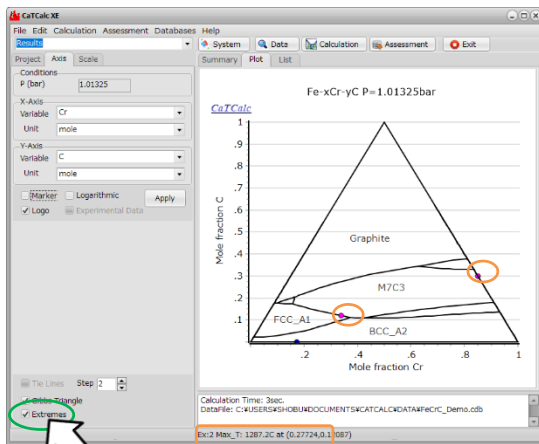 CaTCalc XE
File Edit Calculation Assessment Databases Help
Results
System Data Calculation Assessment Exit
Project Axis Scale
Summary Plot List
Conditions
P (bar) 1.01325
X-Axis
Variable Cr
Unit mole
Y-Axis
Variable C
Unit mole
Marker Logarithmic
Apply
Logo Experimental Data
Tie Lines Step 2
Gibbs Triangle
Extremes
Fe-xCr-yC P=1.01325bar
CaTCalc
Mole fraction C
1
.9
.8
.7
.6
.5
.4
.3
.2
.1
Graphite
M7C3
FCC_A1
BCC_A2
.2 .4 .6 .8 1
Mole fraction Cr
Calculation Time: 3sec.
DataFile: C:¥USERS¥SHOBU¥DOCUMENTS¥CATCALC¥DATA¥FeCrC_Demo.cdb
Ex:2 Max_T: 1287.2C at (0.27724,0.12087)